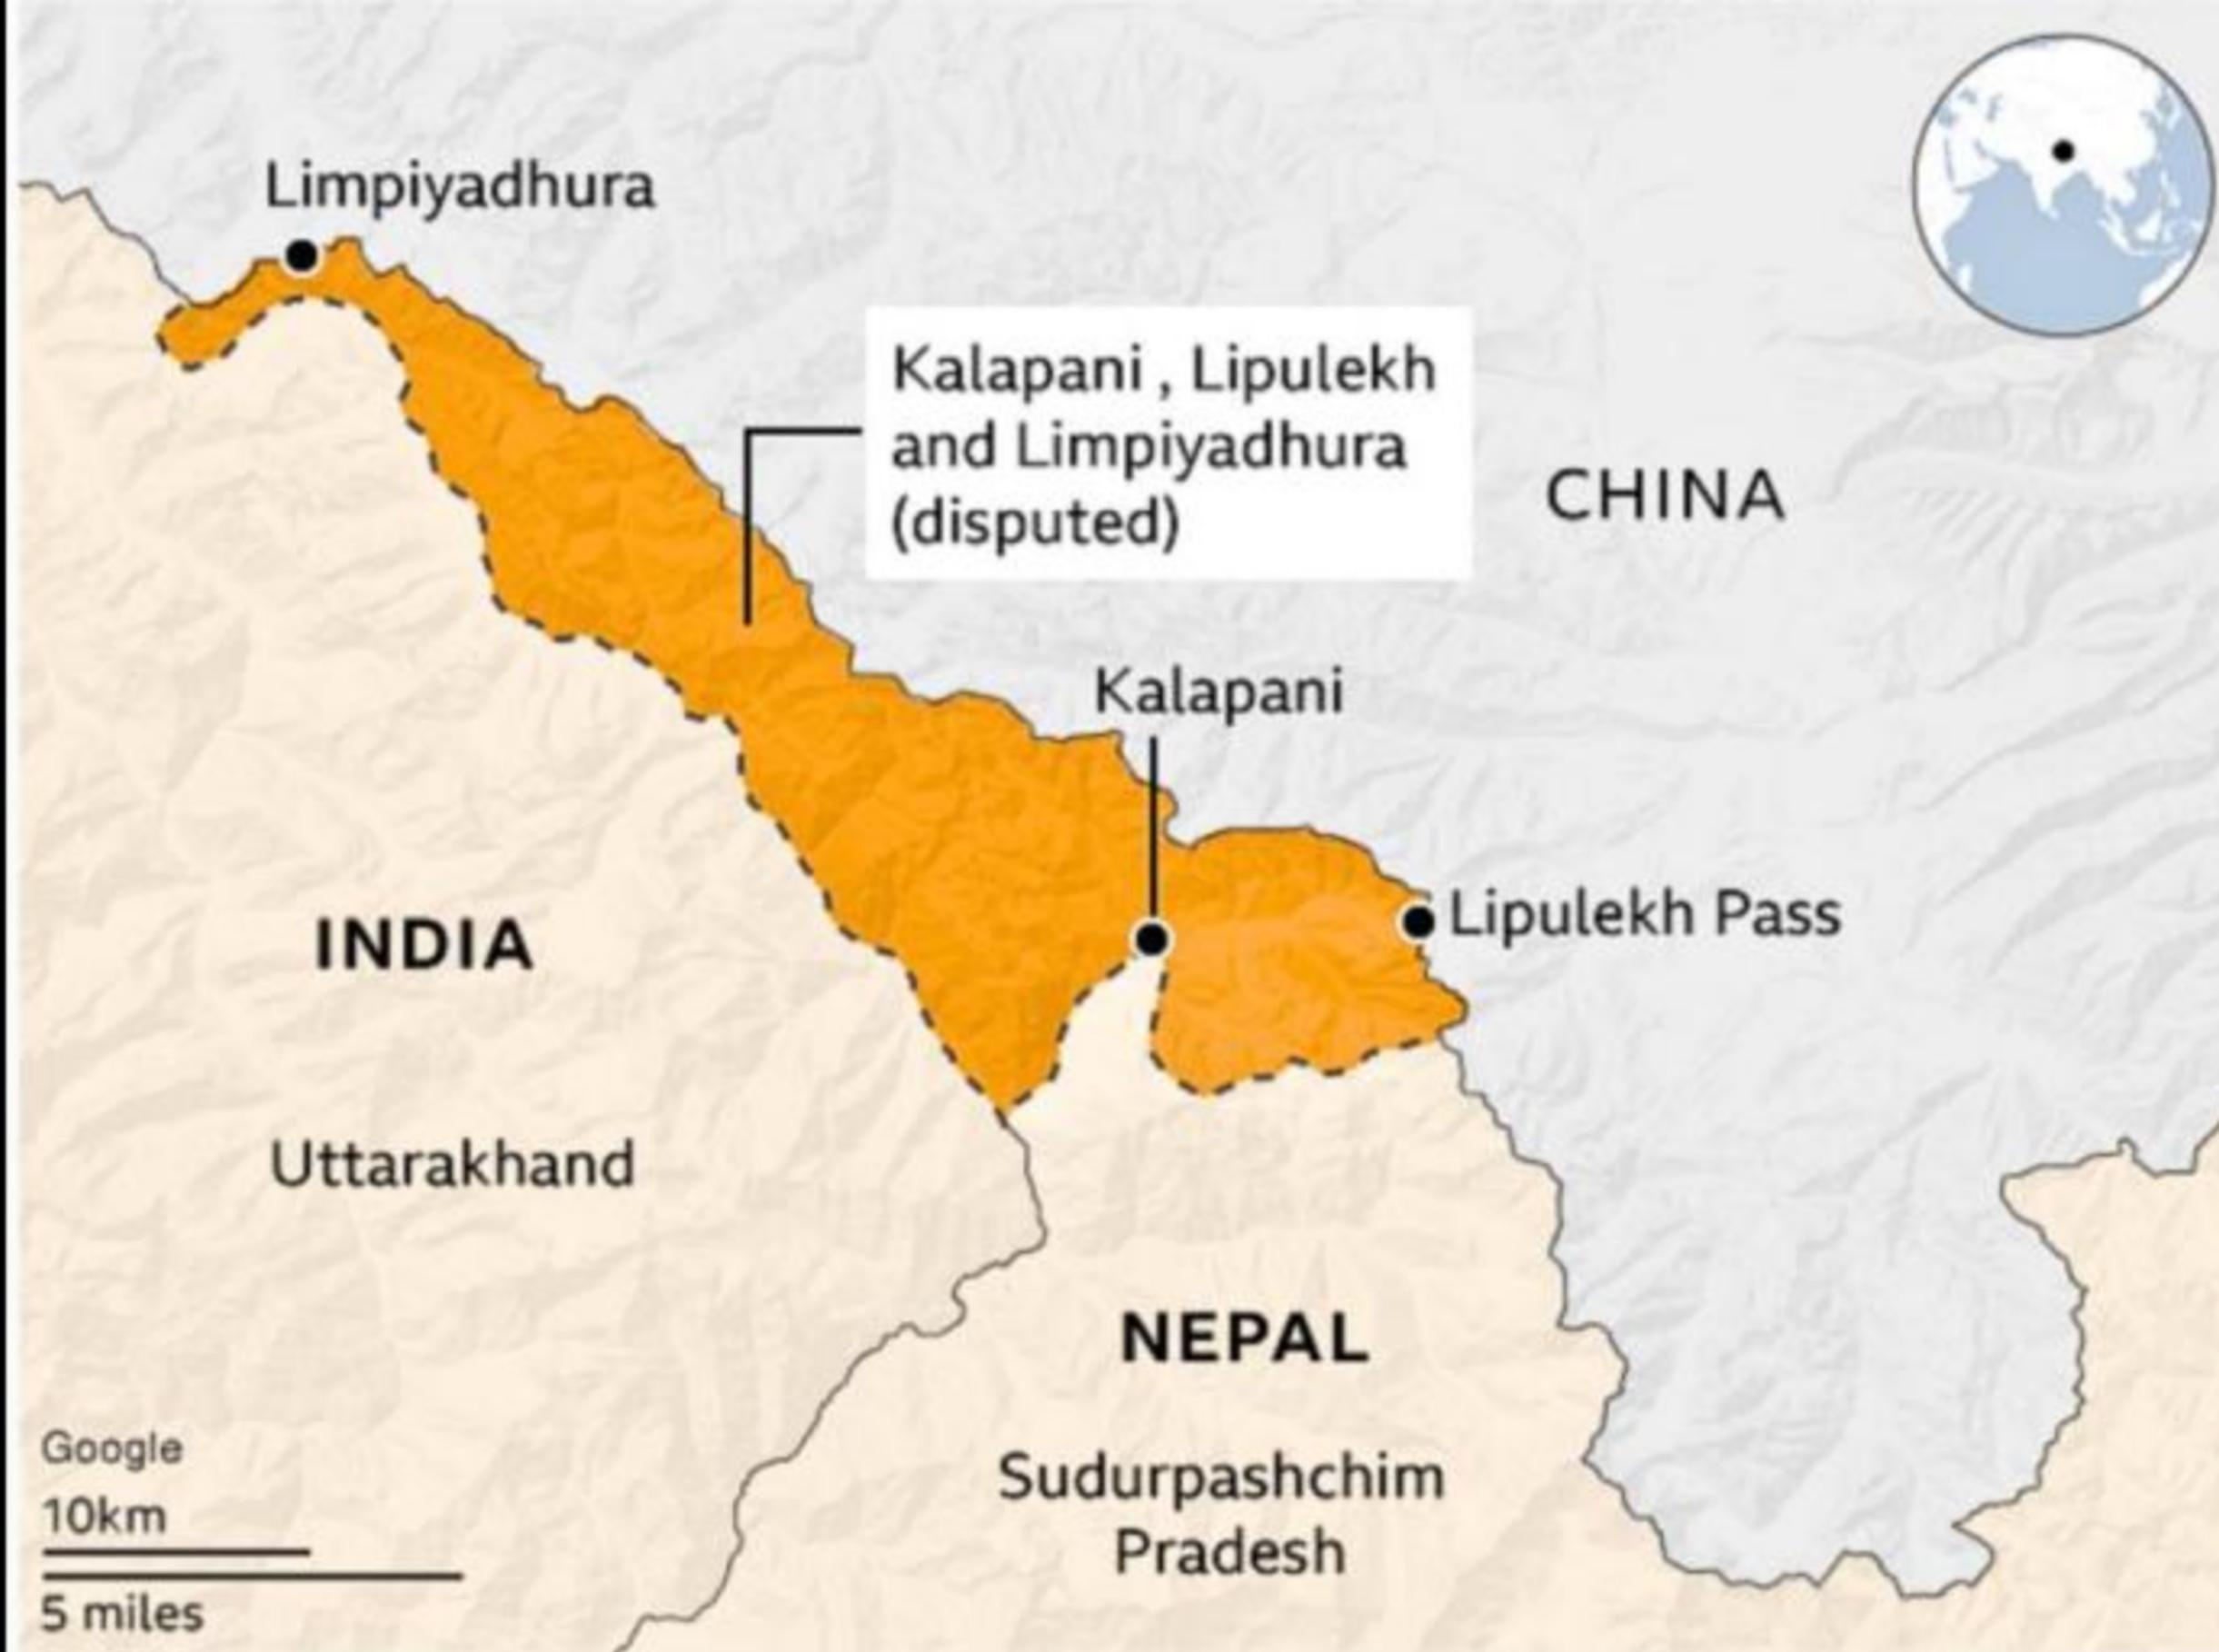 Limpiyadhura
Kalapani , Lipulekh
and Limpiyadhura
(disputed)
CHINA
Kalapani
Lipulekh Pass
INDIA
Uttarakhand
NEPAL
Sudurpashchim
Pradesh
Google
10km
5 miles